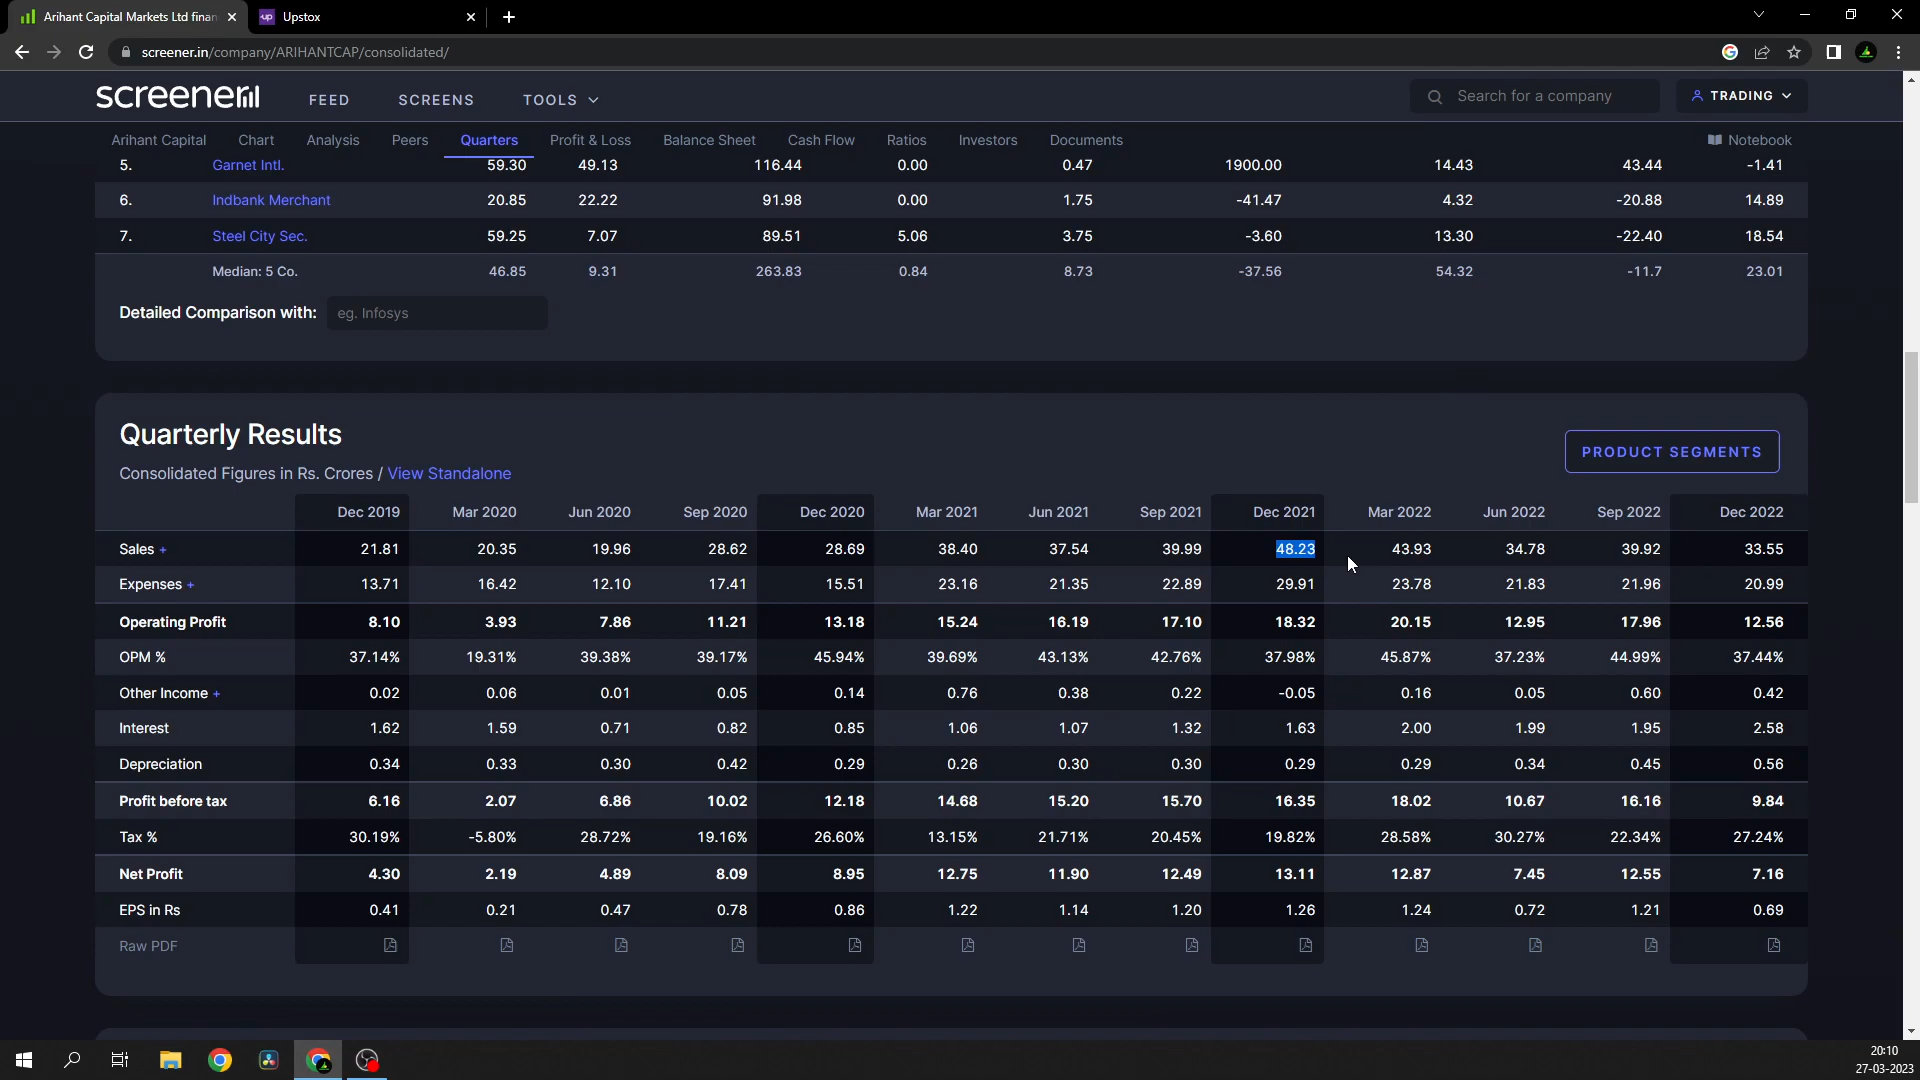 Arihant Capital Markets Ltd finan
up Upstox
screener.in/company/ARIHANTCAP/consolidated/
screener
FEED SCREENS TOOLS
Search for a company
TRADING
Arihant Capital Chart Analysis Peers Quarters Profit & Loss Balance Sheet Cash Flow Ratios Investors Documents Notebook
5. Garnet Intl. 59.30 49.13 116.44 0.00 0.47 1900.00 14.43 43.44 -1.41
6. Indbank Merchant 20.85 22.22 91.98 0.00 1.75 -41.47 4.32 -20.88 14.89
7. Steel City Sec. 59.25 7.07 89.51 5.06 3.75 -3.60 13.30 -22.40 18.54
Median: 5 Co. 46.85 9.31 263.83 0.84 8.73 -37.56 54.32 -11.7 23.01
Detailed Comparison with: eg. Infosys
Quarterly Results
PRODUCT SEGMENTS
Consolidated Figures in Rs. Crores / View Standalone
Dec 2019 Mar 2020 Jun 2020 Sep 2020 Dec 2020 Mar 2021 Jun 2021 Sep 2021 Dec 2021 Mar 2022 Jun 2022 Sep 2022 Dec 2022
Sales + 21.81 20.35 19.96 28.62 28.69 38.40 37.54 39.99 48.23 43.93 34.78 39.92 33.55
Expenses + 13.71 16.42 12.10 17.41 15.51 23.16 21.35 22.89 29.91 23.78 21.83 21.96 20.99
Operating Profit 8.10 3.93 7.86 11.21 13.18 15.24 16.19 17.10 18.32 20.15 12.95 17.96 12.56
OPM % 37.14% 19.31% 39.38% 39.17% 45.94% 39.69% 43.13% 42.76% 37.98% 45.87% 37.23% 44.99% 37.44%
Other Income + 0.02 0.06 0.01 0.05 0.14 0.76 0.38 0.22 -0.05 0.16 0.05 0.60 0.42
Interest 1.62 1.59 0.71 0.82 0.85 1.06 1.07 1.32 1.63 2.00 1.99 1.95 2.58
Depreciation 0.34 0.33 0.30 0.42 0.29 0.26 0.30 0.30 0.29 0.29 0.34 0.45 0.56
Profit before tax 6.16 2.07 6.86 10.02 12.18 14.68 15.20 15.70 16.35 18.02 10.67 16.16 9.84
Tax % 30.19% -5.80% 28.72% 19.16% 26.60% 13.15% 21.71% 20.45% 19.82% 28.58% 30.27% 22.34% 27.24%
Net Profit 4.30 2.19 4.89 8.09 8.95 12.75 11.90 12.49 13.11 12.87 7.45 12.55 7.16
EPS in Rs 0.41 0.21 0.47 0.78 0.86 1.22 1.14 1.20 1.26 1.24 0.72 1.21 0.69
Raw PDF
20:10
27-03-2023